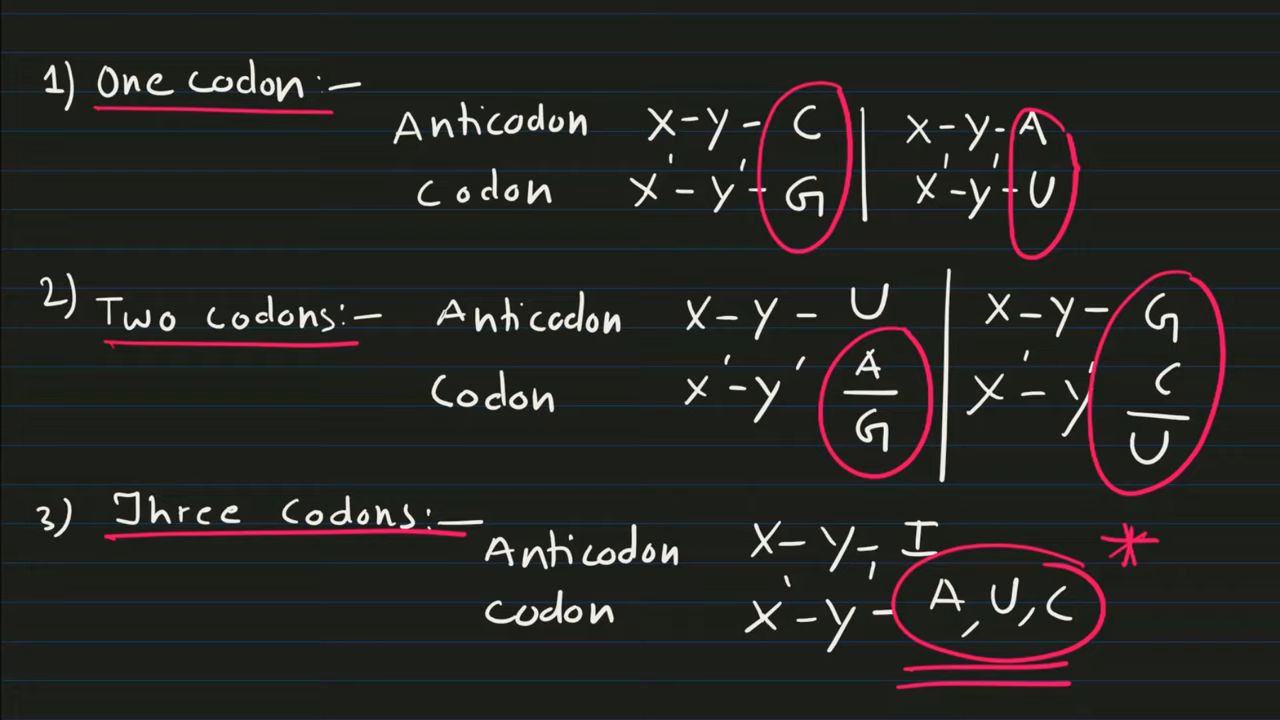 1) One codon:-
Anticodon X-Y-C | X-Y-A
Codon X'-Y'-G | X'-Y'-U
2) Two codons:- Anticodon X-Y-U | X-Y-G
Codon X'-Y' A/G | X'-Y' C/U
3) Three Codons:-
Anticodon X-Y-I *
Codon X'-Y'-A,U,C